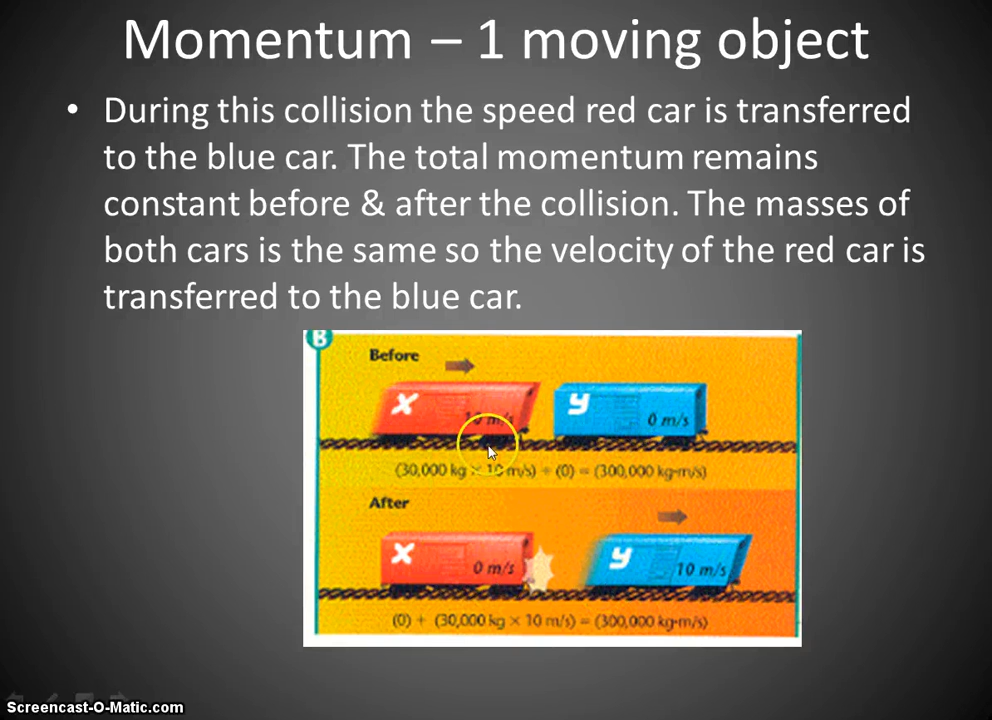 Momentum – 1 moving object
• During this collision the speed red car is transferred
to the blue car. The total momentum remains
constant before & after the collision. The masses of
both cars is the same so the velocity of the red car is
transferred to the blue car.
B
Before
x 10 m/s y 0 m/s
(30,000 kg × 10 m/s) + (0) = (300,000 kg·m/s)
After
x 0 m/s y 10 m/s
(0) + (30,000 kg × 10 m/s) = (300,000 kg·m/s)
Screencast-O-Matic.com